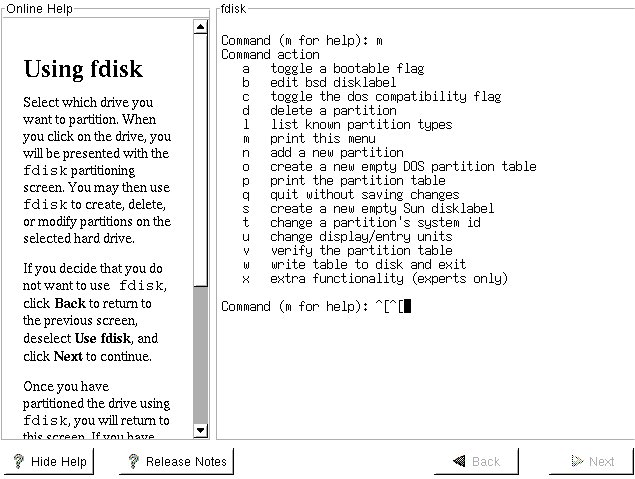 Online Help
Using fdisk
Select which drive you
want to partition. When
you click on the drive, you
will be presented with the
fdisk partitioning
screen. You may then use
fdisk to create, delete,
or modify partitions on the
selected hard drive.
If you decide that you do
not want to use fdisk,
click Back to return to
the previous screen,
deselect Use fdisk, and
click Next to continue.
Once you have
partitioned the drive using
fdisk, you will return to
this screen. If you have
fdisk
Command (m for help): m
Command action
a toggle a bootable flag
b edit bsd disklabel
c toggle the dos compatibility flag
d delete a partition
l list known partition types
m print this menu
n add a new partition
o create a new empty DOS partition table
p print the partition table
q quit without saving changes
s create a new empty Sun disklabel
t change a partition's system id
u change display/entry units
v verify the partition table
w write table to disk and exit
x extra functionality (experts only)
Command (m for help): ^[^[
Hide Help
Release Notes
Back
Next